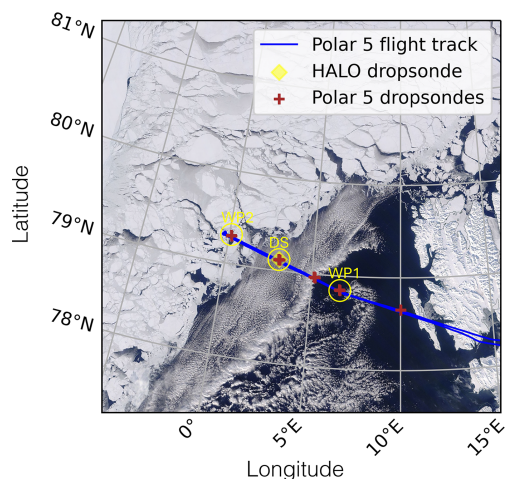 81°N
80°N
79°N
78°N
Latitude
Polar 5 flight track
HALO dropsonde
Polar 5 dropsondes
WP2
DS
WP1
0°
5°E
10°E
15°E
Longitude